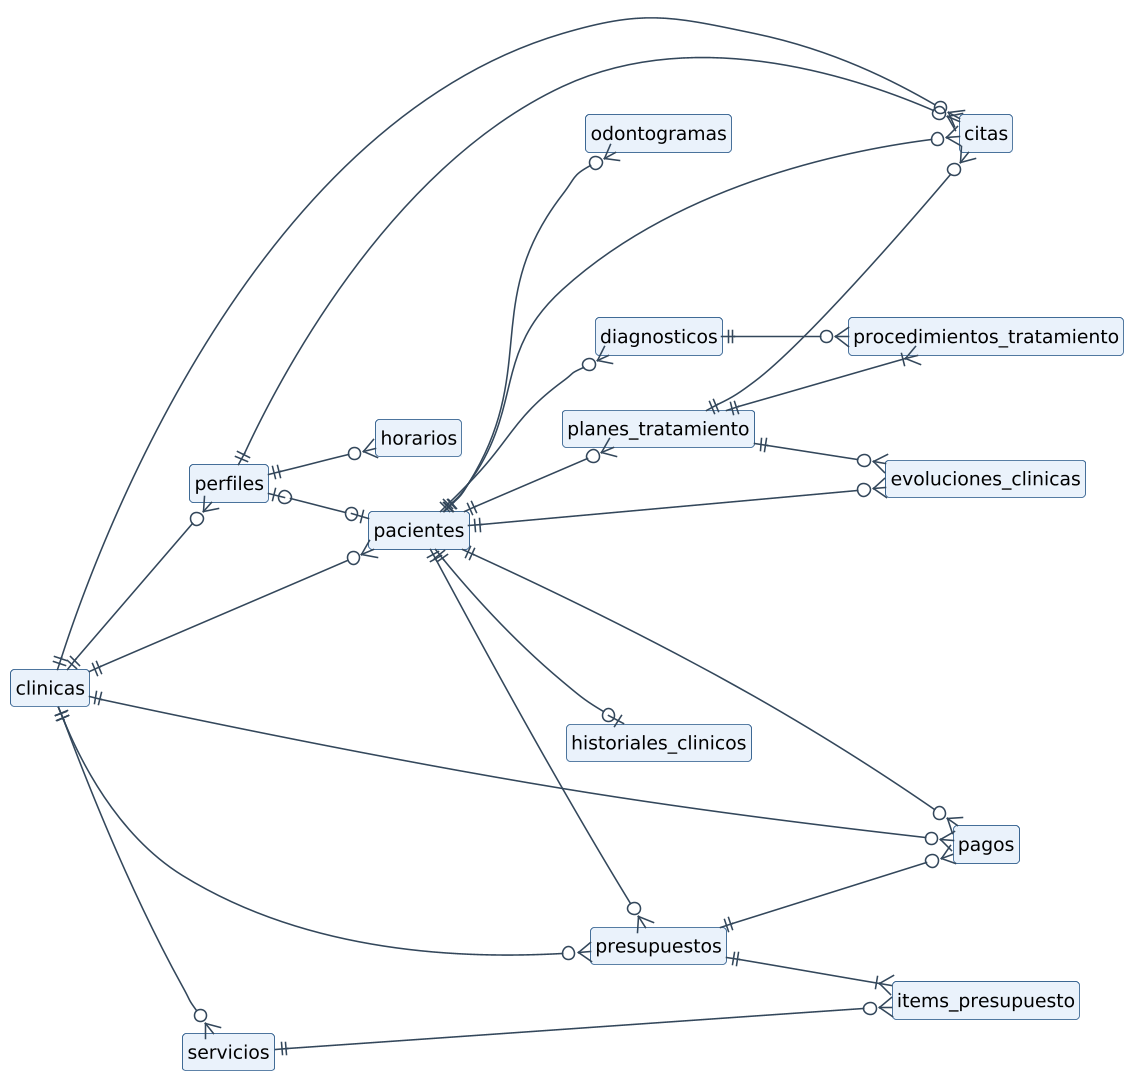 odontogramas
citas
diagnosticos
procedimientos_tratamiento
horarios
planes_tratamiento
perfiles
evoluciones_clinicas
pacientes
clinicas
historiales_clinicos
pagos
presupuestos
items_presupuesto
servicios